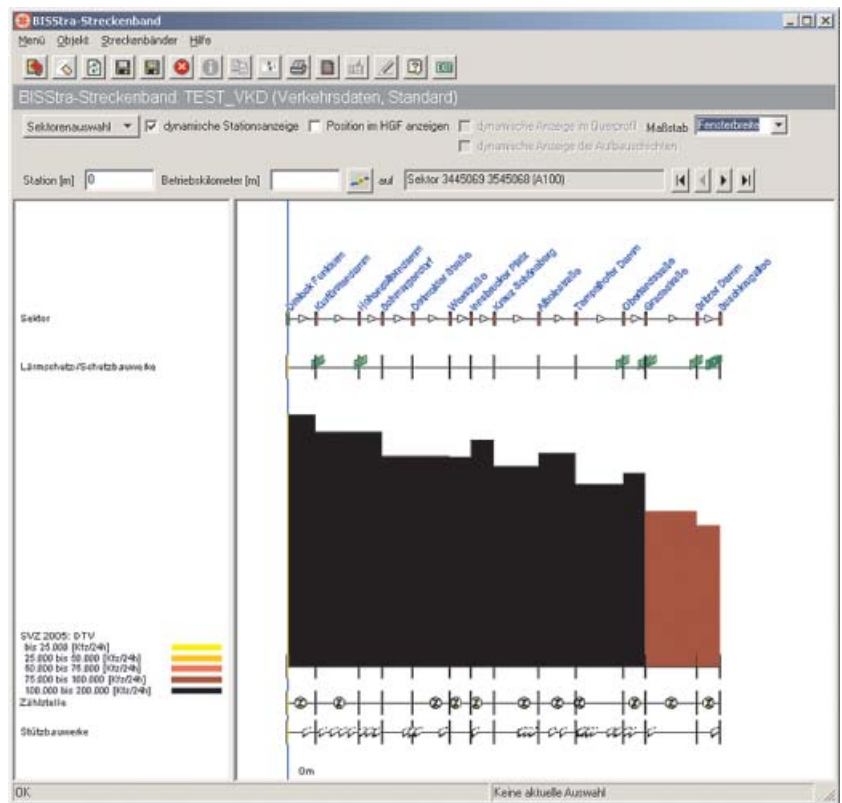 BISStra-Streckenband
Menü Objekt Streckenbänder Hilfe
BISStra-Streckenband: TEST_VKD (Verkehrsdaten, Standard)
Sektorenauswahl dynamische Stationsanzeige Position im HGF anzeigen dynamische Anzeige im Querprofil Maßstab Fensterbreite
dynamische Anzeige der Aufbauschichten
Station [m] 0 Betriebskilometer [m] auf Sektor 3445069 3545068 (A100)
Kurfürstendamm Hohenzollerndamm Schmargendorf Detmolder Straße Wexstraße Innsbrucker Platz Kreuz Schöneberg Alboinstraße Tempelhofer Damm Oberlandstraße Gradestraße Britzer Damm
Sektor
Lärmschutz-/Schutzbauwerke
SVZ 2005: DTV
bis 25.000 [Kfz/24h]
25.000 bis 50.000 [Kfz/24h]
50.000 bis 75.000 [Kfz/24h]
75.000 bis 100.000 [Kfz/24h]
100.000 bis 200.000 [Kfz/24h]
Zählstelle Z Z Z Z Z Z Z Z Z Z Z Z
Stützbauwerke
0m
OK Keine aktuelle Auswahl